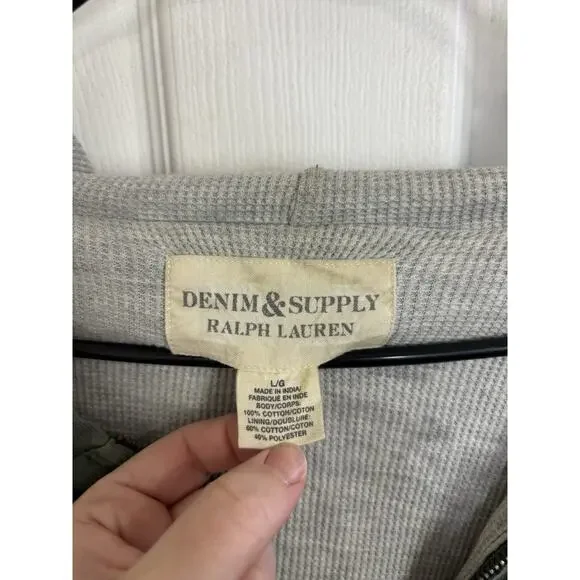 DENIM & SUPPLY
RALPH LAUREN
L/G
MADE IN INDIA/
FABRIQUÉ EN INDE
BODY/CORPS:
100% COTTON/COTON
LINING/DOUBLURE:
60% COTTON/COTON
40% POLYESTER